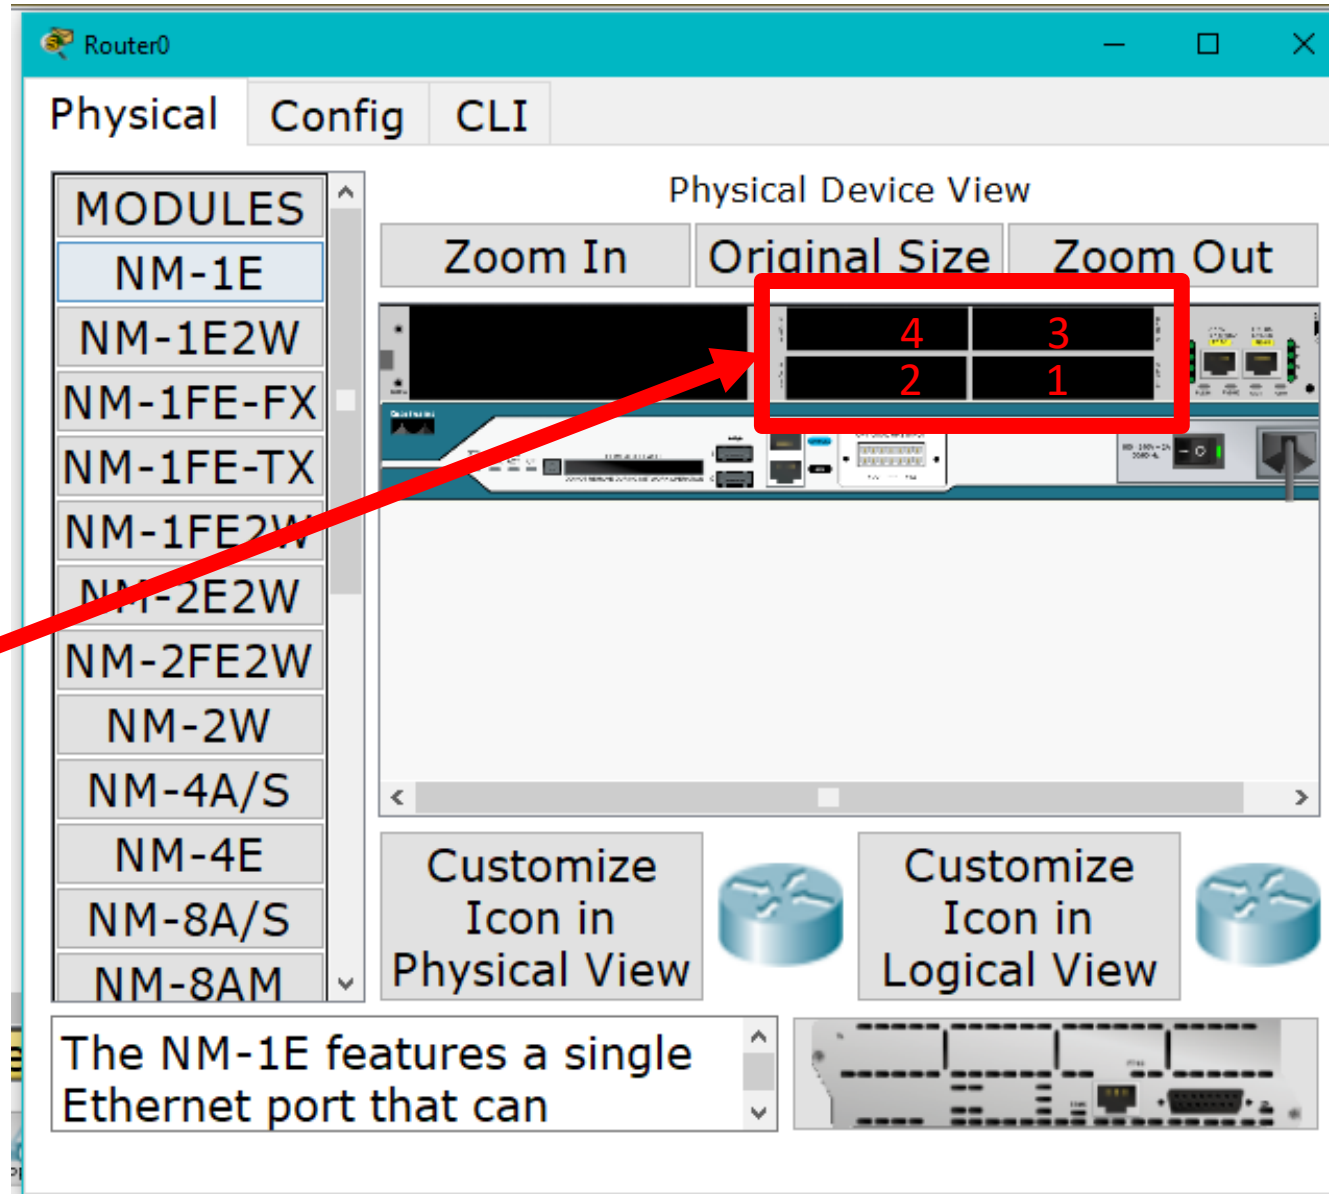 Router0
Physical Config CLI
MODULES
NM-1E
NM-1E2W
NM-1FE-FX
NM-1FE-TX
NM-1FE2W
NM-2E2W
NM-2FE2W
NM-2W
NM-4A/S
NM-4E
NM-8A/S
NM-8AM
Physical Device View
Zoom In Original Size Zoom Out
4 3
2 1
Customize
Icon in
Physical View
Customize
Icon in
Logical View
The NM-1E features a single
Ethernet port that can